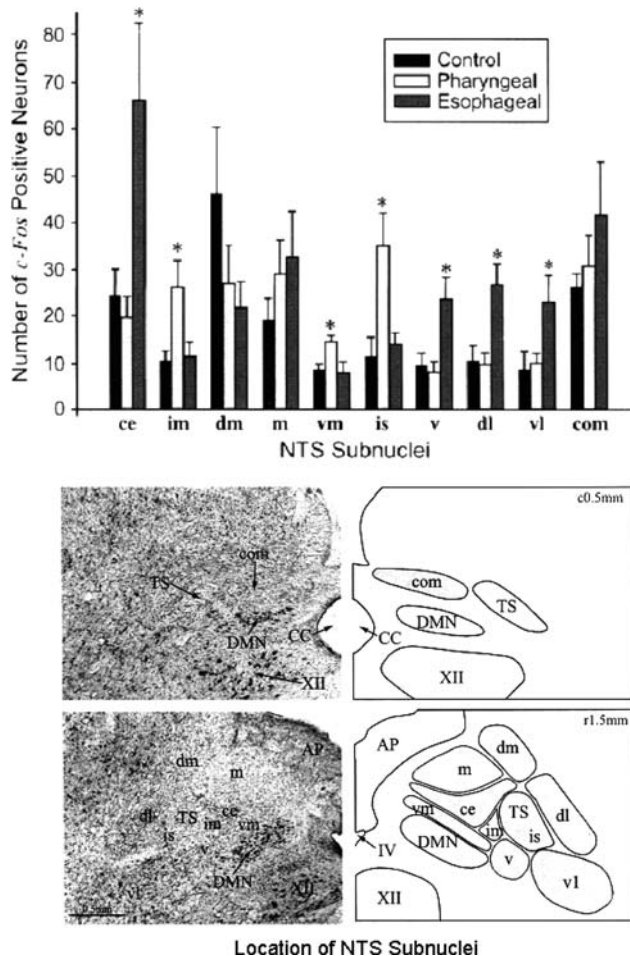 Number of c-Fos Positive Neurons
80
70
60
50
40
30
20
10
0
* * * * * * *
Control
Pharyngeal
Esophageal
ce im dm m vm is v dl vl com
NTS Subnuclei
com
TS
DMN
CC
XII
c0.5mm
com
TS
DMN
CC
XII
AP
dm
m
ce
dl TS im vm
is
v
DMN
XII
vl
0.5mm
r1.5mm
AP
dm
m
ce
TS
dl
vm
im
is
DMN
v
IV
vl
XII
Location of NTS Subnuclei